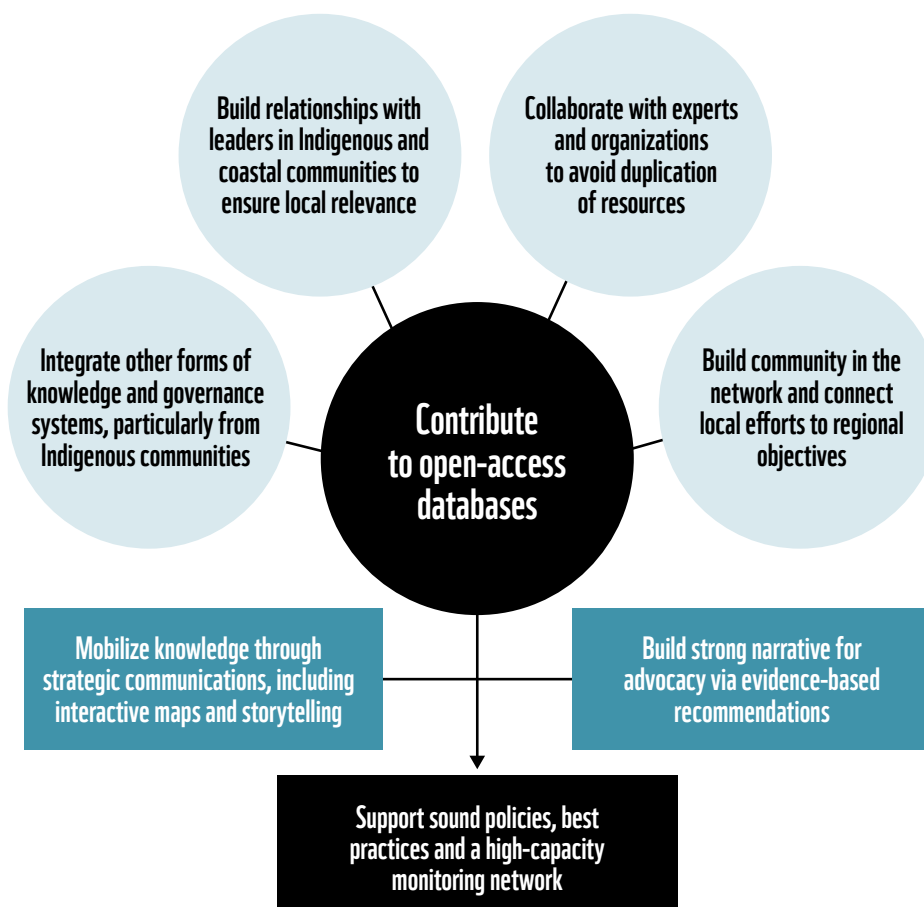 Build relationships with
leaders in Indigenous and
coastal communities to
ensure local relevance
Collaborate with experts
and organizations
to avoid duplication
of resources
Integrate other forms of
knowledge and governance
systems, particularly from
Indigenous communities
Contribute
to open-access
databases
Build community in the
network and connect
local efforts to regional
objectives
Mobilize knowledge through
strategic communications, including
interactive maps and storytelling
Build strong narrative for
advocacy via evidence-based
recommendations
Support sound policies, best
practices and a high-capacity
monitoring network